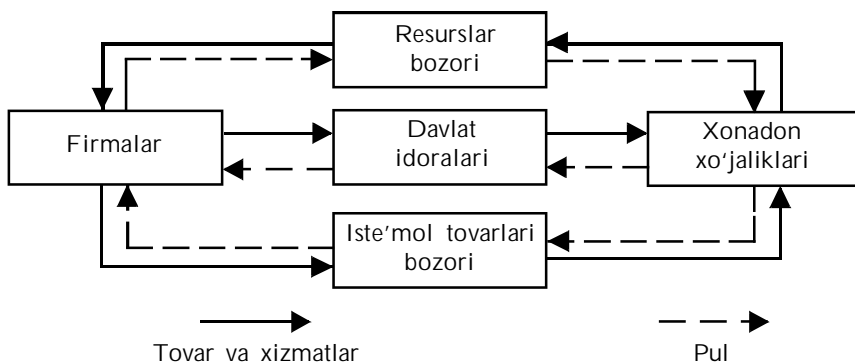 Resurslar
bozori
Firmalar
Davlat
idoralari
Xonadon
xo‘jaliklari
Iste’mol tovarlari
bozori
Tovar va xizmatlar
Pul